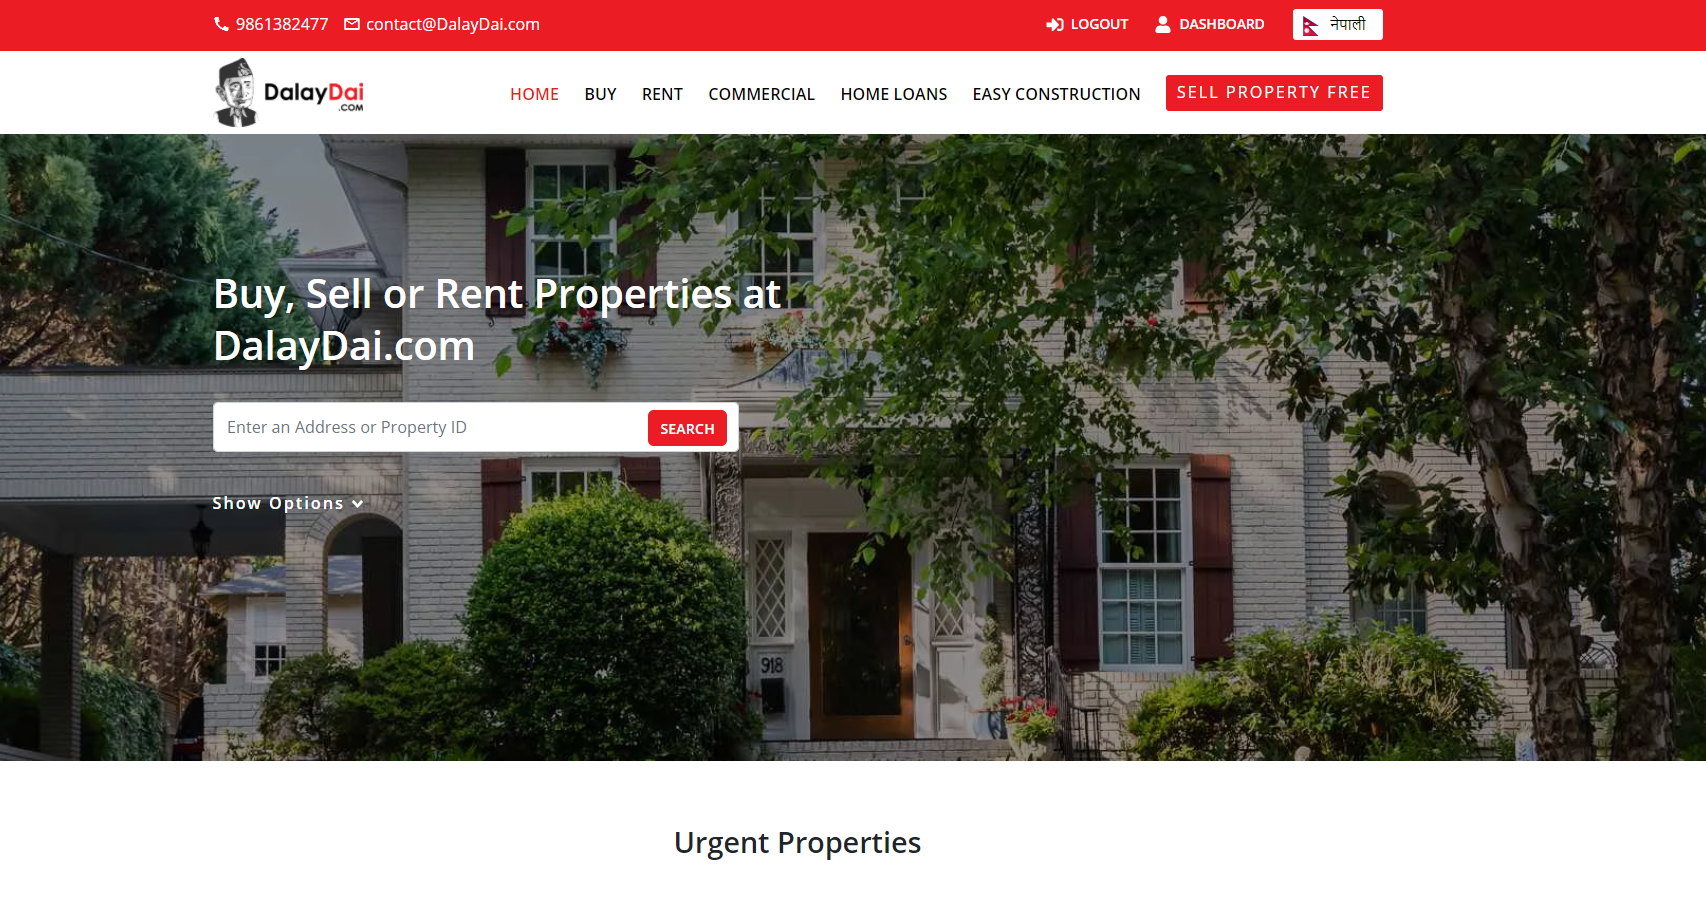 9861382477 contact@DalayDai.com LOGOUT DASHBOARD नेपाली
DalayDai
.COM
HOME BUY RENT COMMERCIAL HOME LOANS EASY CONSTRUCTION SELL PROPERTY FREE
Buy, Sell or Rent Properties at
DalayDai.com
Enter an Address or Property ID SEARCH
Show Options
918
Urgent Properties